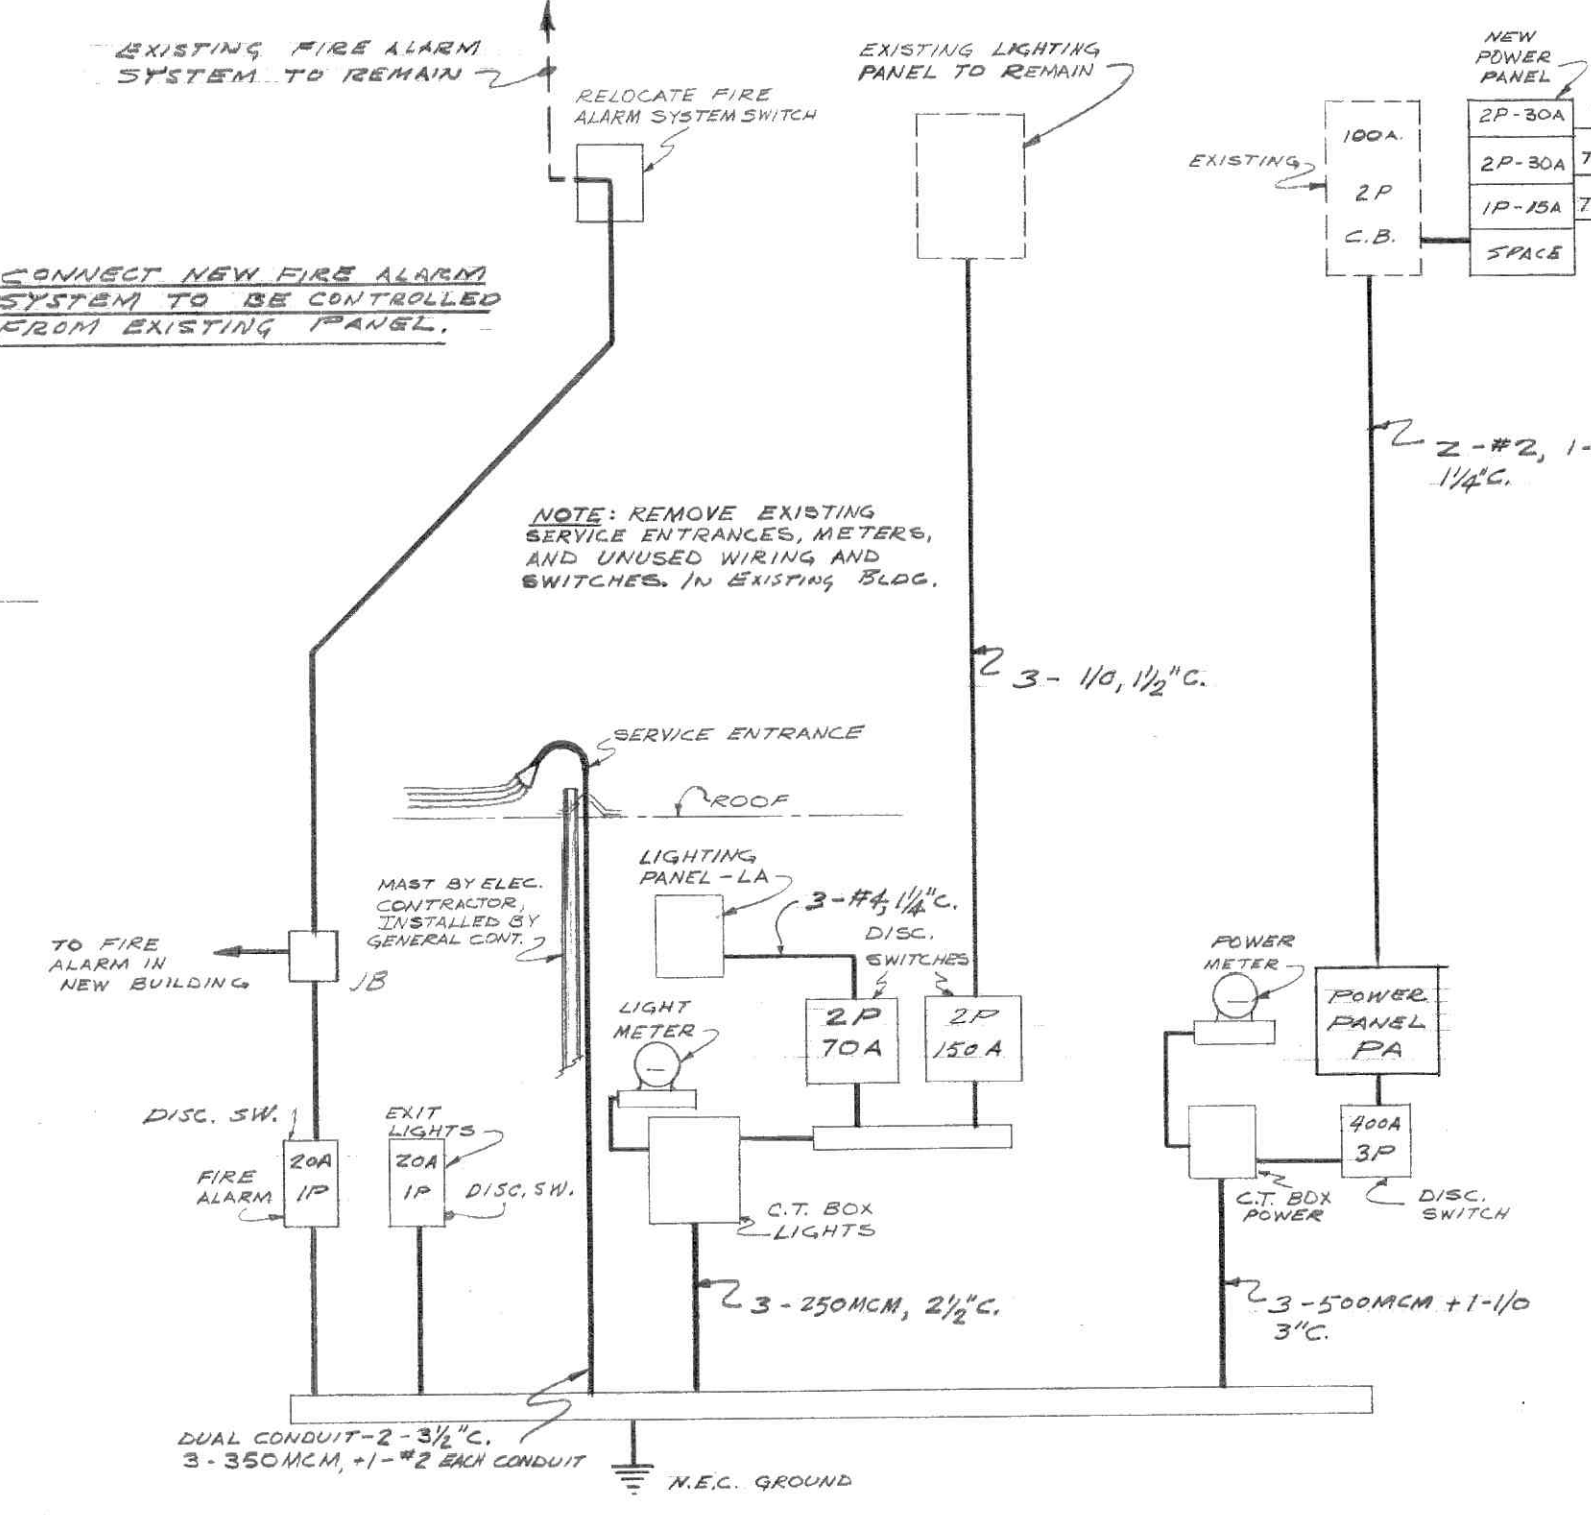 EXISTING FIRE ALARM
SYSTEM TO REMAIN
RELOCATE FIRE
ALARM SYSTEM SWITCH
EXISTING LIGHTING
PANEL TO REMAIN
NEW
POWER
PANEL
2P-30A
2P-30A
1P-15A
SPACE
EXISTING
100A.
2P
C.B.
CONNECT NEW FIRE ALARM
SYSTEM TO BE CONTROLLED
FROM EXISTING PANEL.
2-#2, 1-
1¼"C.
NOTE: REMOVE EXISTING
SERVICE ENTRANCES, METERS,
AND UNUSED WIRING AND
SWITCHES. IN EXISTING BLDG.
3- 1/0, 1½"C.
SERVICE ENTRANCE
ROOF
LIGHTING
PANEL-LA
3-#4, 1¼"C.
DISC.
SWITCHES
MAST BY ELEC.
CONTRACTOR,
INSTALLED BY
GENERAL CONT.
TO FIRE
ALARM IN
NEW BUILDING
JB
LIGHT
METER
2P
70A
2P
150A
POWER
METER
POWER
PANEL
PA
DISC. SW.
20A
1P
FIRE
ALARM
EXIT
LIGHTS
20A
1P
DISC. SW.
C.T. BOX
LIGHTS
400A
3P
C.T. BOX
POWER
DISC.
SWITCH
3-250MCM, 2½"C.
3-500MCM +1-1/0
3"C.
DUAL CONDUIT-2-3½"C.
3-350MCM, +1-#2 EACH CONDUIT
N.E.C. GROUND